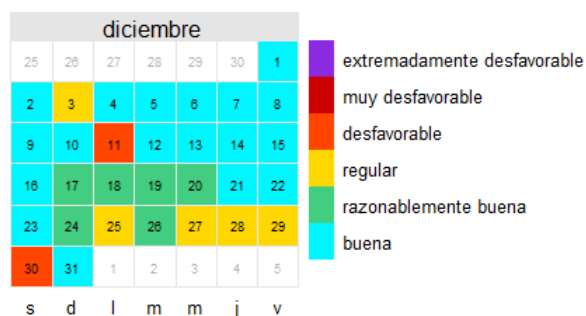 diciembre
25 26 27 28 29 30 1
2 3 4 5 6 7 8
9 10 11 12 13 14 15
16 17 18 19 20 21 22
23 24 25 26 27 28 29
30 31 1 2 3 4 5
s d l m m j v
extremadamente desfavorable
muy desfavorable
desfavorable
regular
razonablemente buena
buena